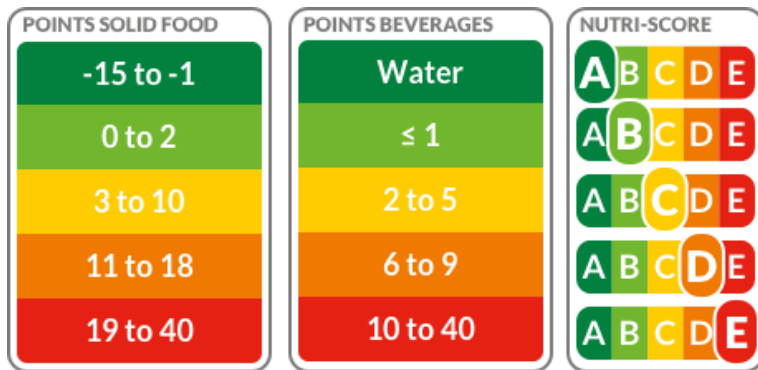 POINTS SOLID FOOD
-15 to -1
0 to 2
3 to 10
11 to 18
19 to 40
POINTS BEVERAGES
Water
≤ 1
2 to 5
6 to 9
10 to 40
NUTRI-SCORE
A B C D E
A B C D E
A B C D E
A B C D E
A B C D E